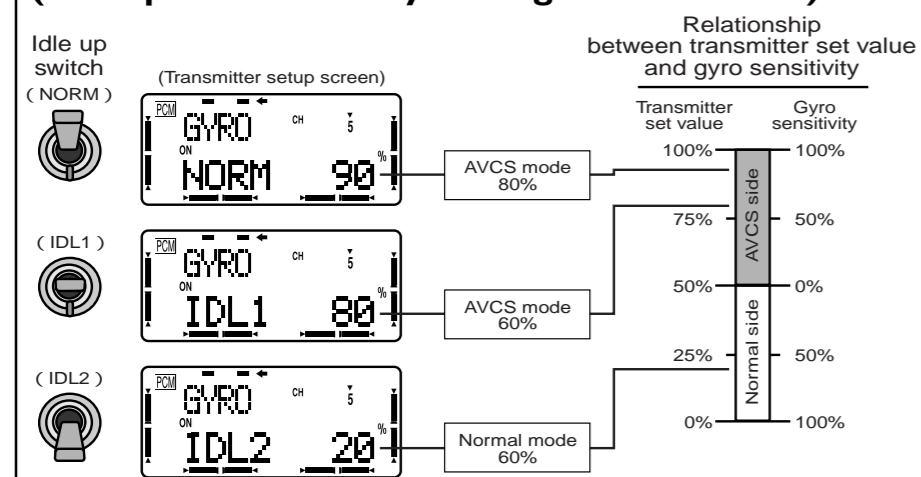 Relationship
between transmitter set value
and gyro sensitivity
Idle up
switch
( NORM )
(Transmitter setup screen)
PCM
GYRO
CH
5
ON
NORM
90
%
AVCS mode
80%
( IDL1 )
PCM
GYRO
CH
5
ON
IDL1
80
%
AVCS mode
60%
( IDL2 )
PCM
GYRO
CH
5
ON
IDL2
20
%
Normal mode
60%
Transmitter
set value
Gyro
sensitivity
100%
100%
75%
50%
50%
0%
25%
50%
0%
100%
AVCS side
Normal side